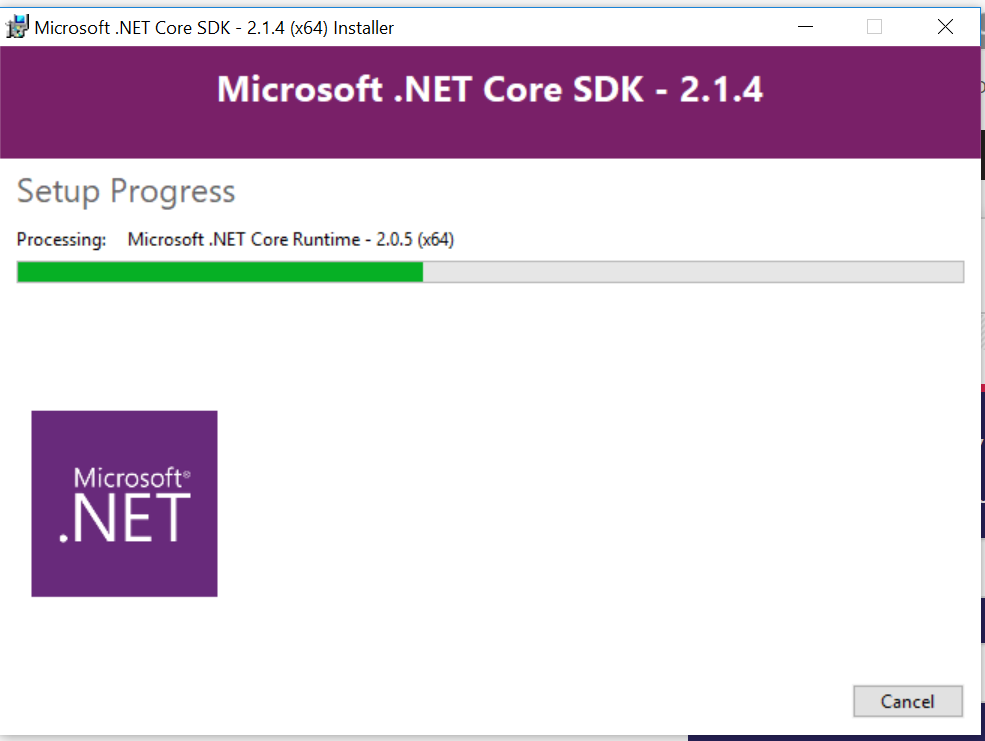 Microsoft .NET Core SDK - 2.1.4 (x64) Installer
Microsoft .NET Core SDK - 2.1.4
Setup Progress
Processing: Microsoft .NET Core Runtime - 2.0.5 (x64)
Microsoft®
.NET
Cancel